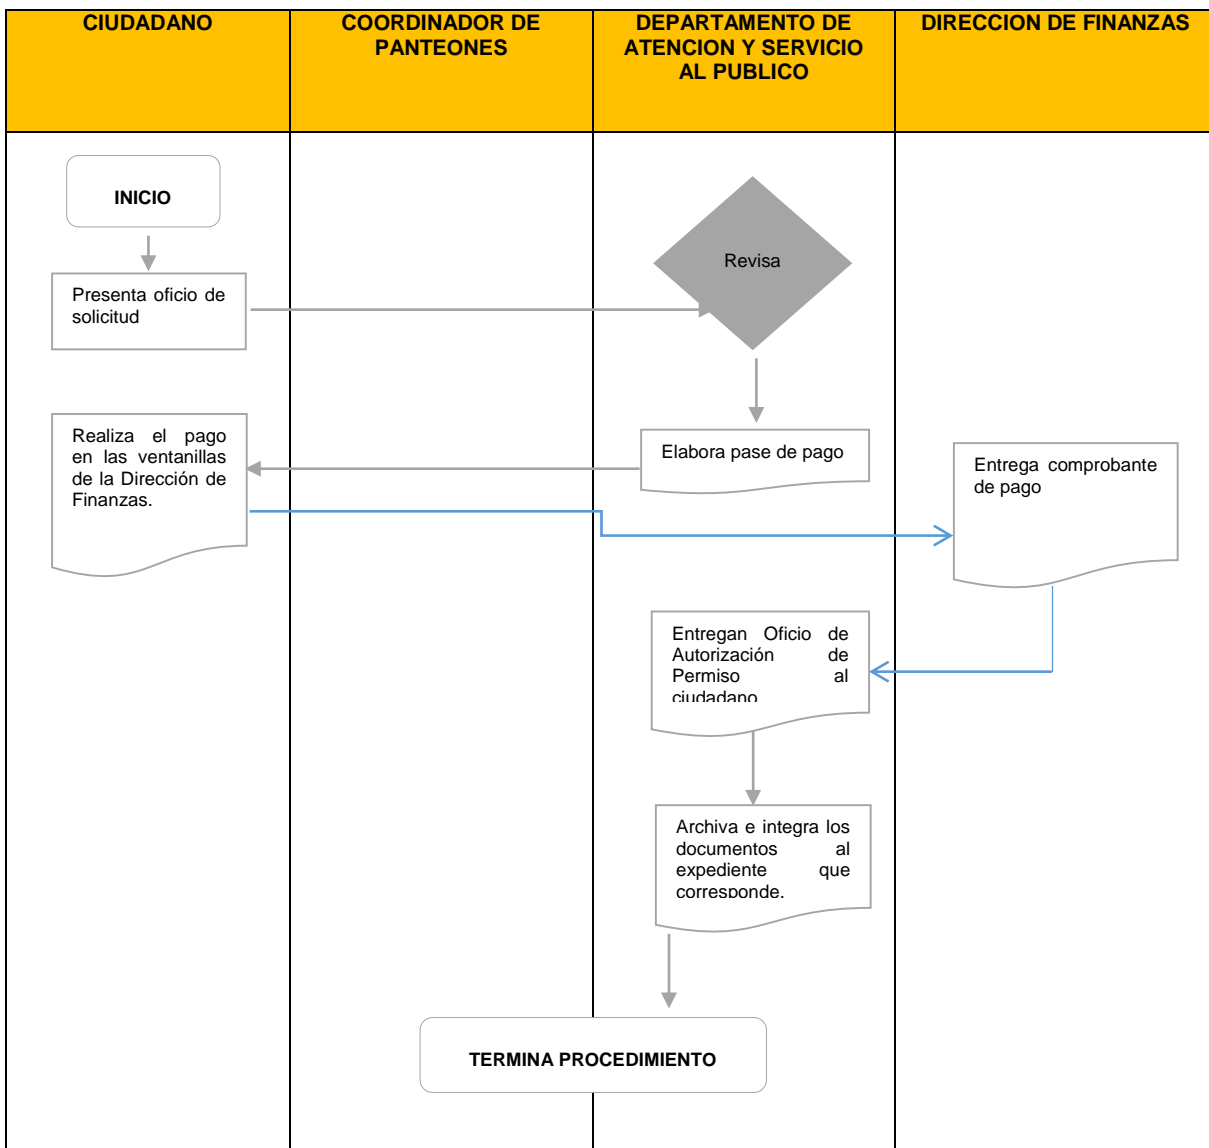 CIUDADANO
COORDINADOR DE
PANTEONES
DEPARTAMENTO DE
ATENCION Y SERVICIO
AL PUBLICO
DIRECCION DE FINANZAS
INICIO
Revisa
Presenta oficio de
solicitud
Realiza el pago
en las ventanillas
de la Dirección de
Finanzas.
Elabora pase de pago
Entrega comprobante
de pago
Entregan Oficio de
Autorización de
Permiso al
ciudadano
Archiva e integra los
documentos al
expediente que
corresponde.
TERMINA PROCEDIMIENTO